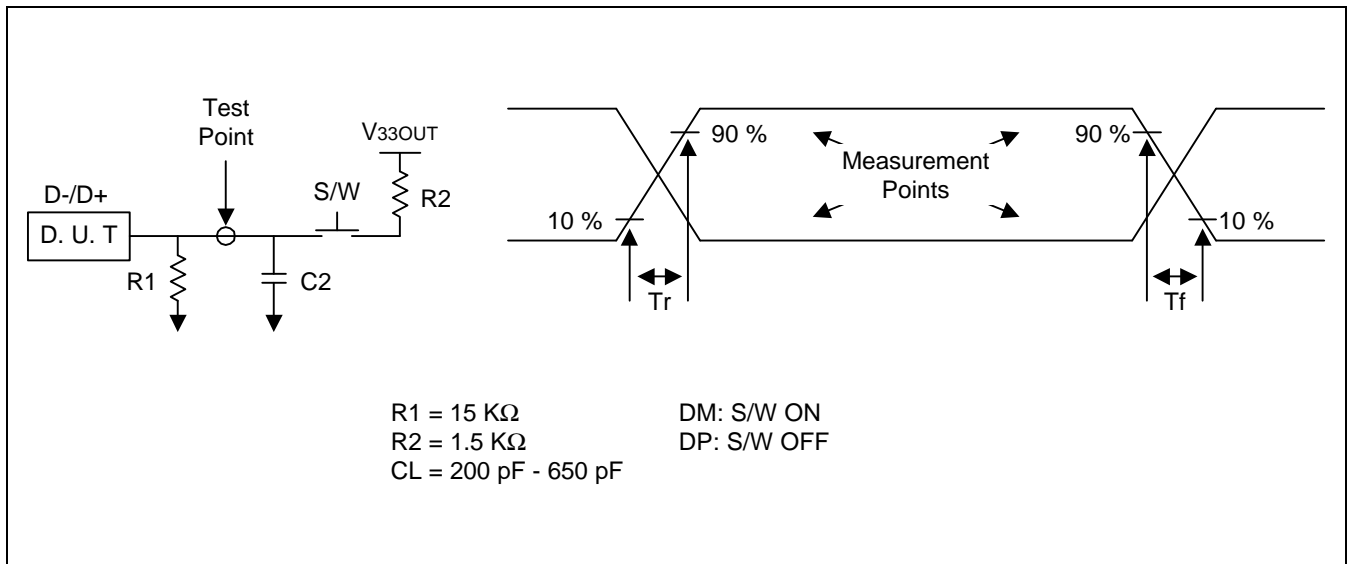 Test
Point
V33OUT
D-/D+
D. U. T
S/W
R2
R1
C2
90 %
10 %
Tr
Measurement
Points
90 %
10 %
Tf
R1 = 15 KΩ
R2 = 1.5 KΩ
CL = 200 pF - 650 pF
DM: S/W ON
DP: S/W OFF